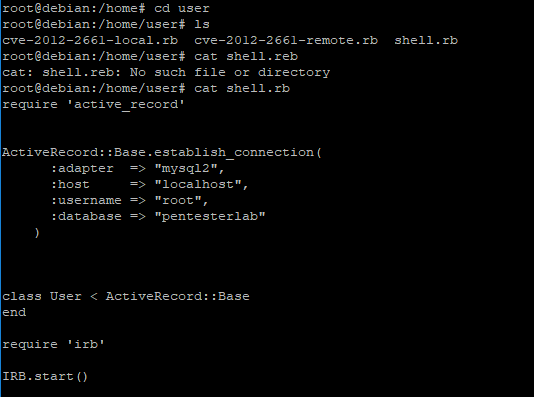 root@debian:/home# cd user
root@debian:/home/user# ls
cve-2012-2661-local.rb  cve-2012-2661-remote.rb  shell.rb
root@debian:/home/user# cat shell.reb
cat: shell.reb: No such file or directory
root@debian:/home/user# cat shell.rb
require 'active_record'
ActiveRecord::Base.establish_connection(
      :adapter  => "mysql2",
      :host     => "localhost",
      :username => "root",
      :database => "pentesterlab"
    )
class User < ActiveRecord::Base
end
require 'irb'
IRB.start()